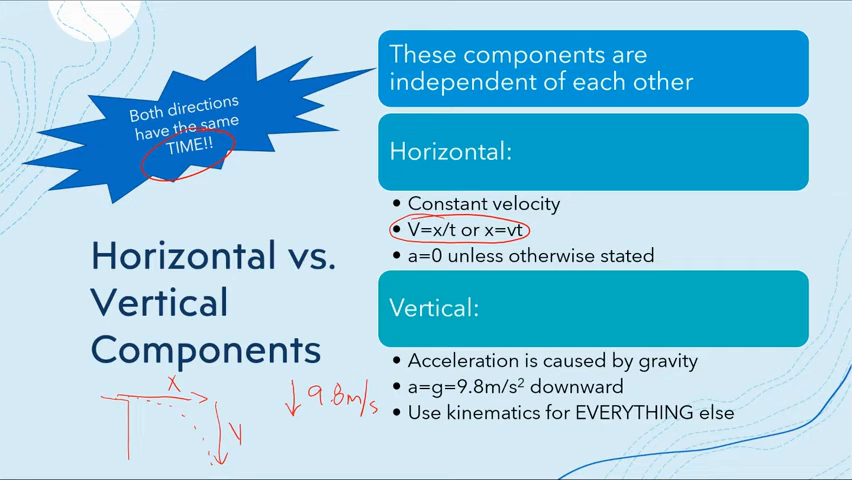 Both directions
have the same
TIME!!
Horizontal vs.
Vertical
Components
These components are
independent of each other
Horizontal:
• Constant velocity
• V=x/t or x=vt
• a=0 unless otherwise stated
Vertical:
• Acceleration is caused by gravity
• a=g=9.8m/s² downward
• Use kinematics for EVERYTHING else
X
9.8m/s